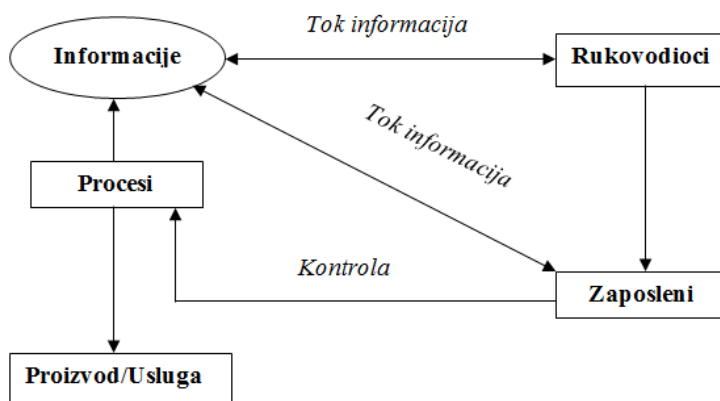 Tok informacija
Informacije
Rukovodioci
Tok informacija
Procesi
Kontrola
Zaposleni
Proizvod/Usluga